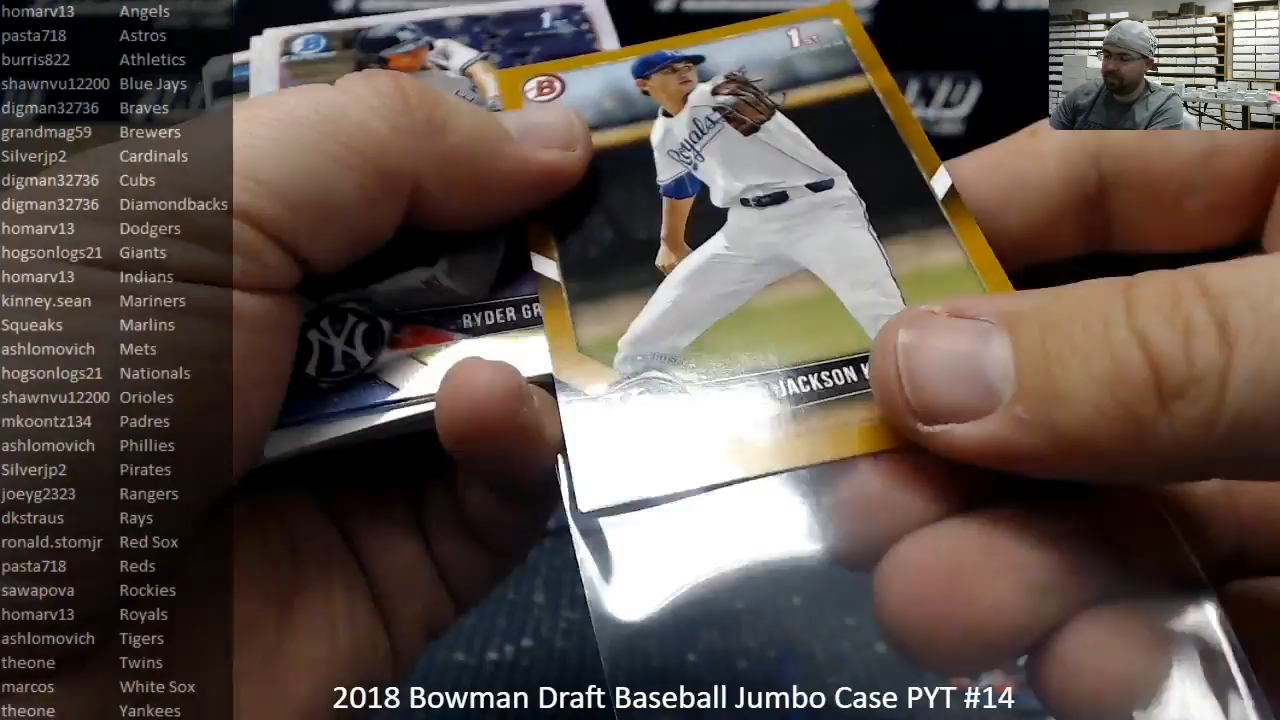 homarv13 Angels
pasta718 Astros
burris822 Athletics
shawnvu12200 Blue Jays
digman32736 Braves
grandmag59 Brewers
Silverjp2 Cardinals
digman32736 Cubs
digman32736 Diamondbacks
homarv13 Dodgers
hogsonlogs21 Giants
homarv13 Indians
kinney.sean Mariners
Squeaks Marlins
ashlomovich Mets
hogsonlogs21 Nationals
shawnvu12200 Orioles
mkoontz134 Padres
ashlomovich Phillies
Silverjp2 Pirates
joeyg2323 Rangers
dkstraus Rays
ronald.stomjr Red Sox
pasta718 Reds
sawapova Rockies
homarv13 Royals
ashlomovich Tigers
theone Twins
marcos White Sox
theone Yankees
1st
B
1st
Royals
RYDER GR
NY
JACKSON
2018 Bowman Draft Baseball Jumbo Case PYT #14